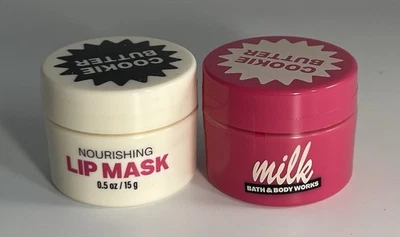 COOKIE
BUTTER
NOURISHING
LIP MASK
0.5 oz / 15 g
COOKIE
BUTTER
milk
BATH & BODY WORKS